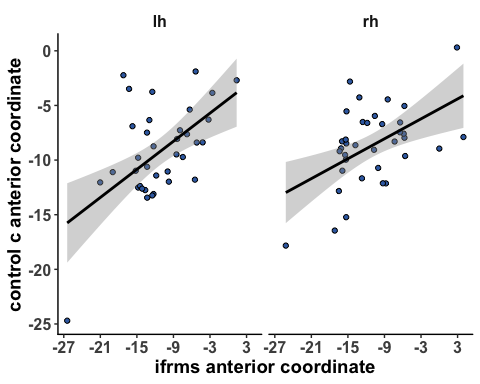 lh rh
control c anterior coordinate
0
-5
-10
-15
-20
-25
-27 -21 -15 -9 -3 3 -27 -21 -15 -9 -3 3
ifrms anterior coordinate